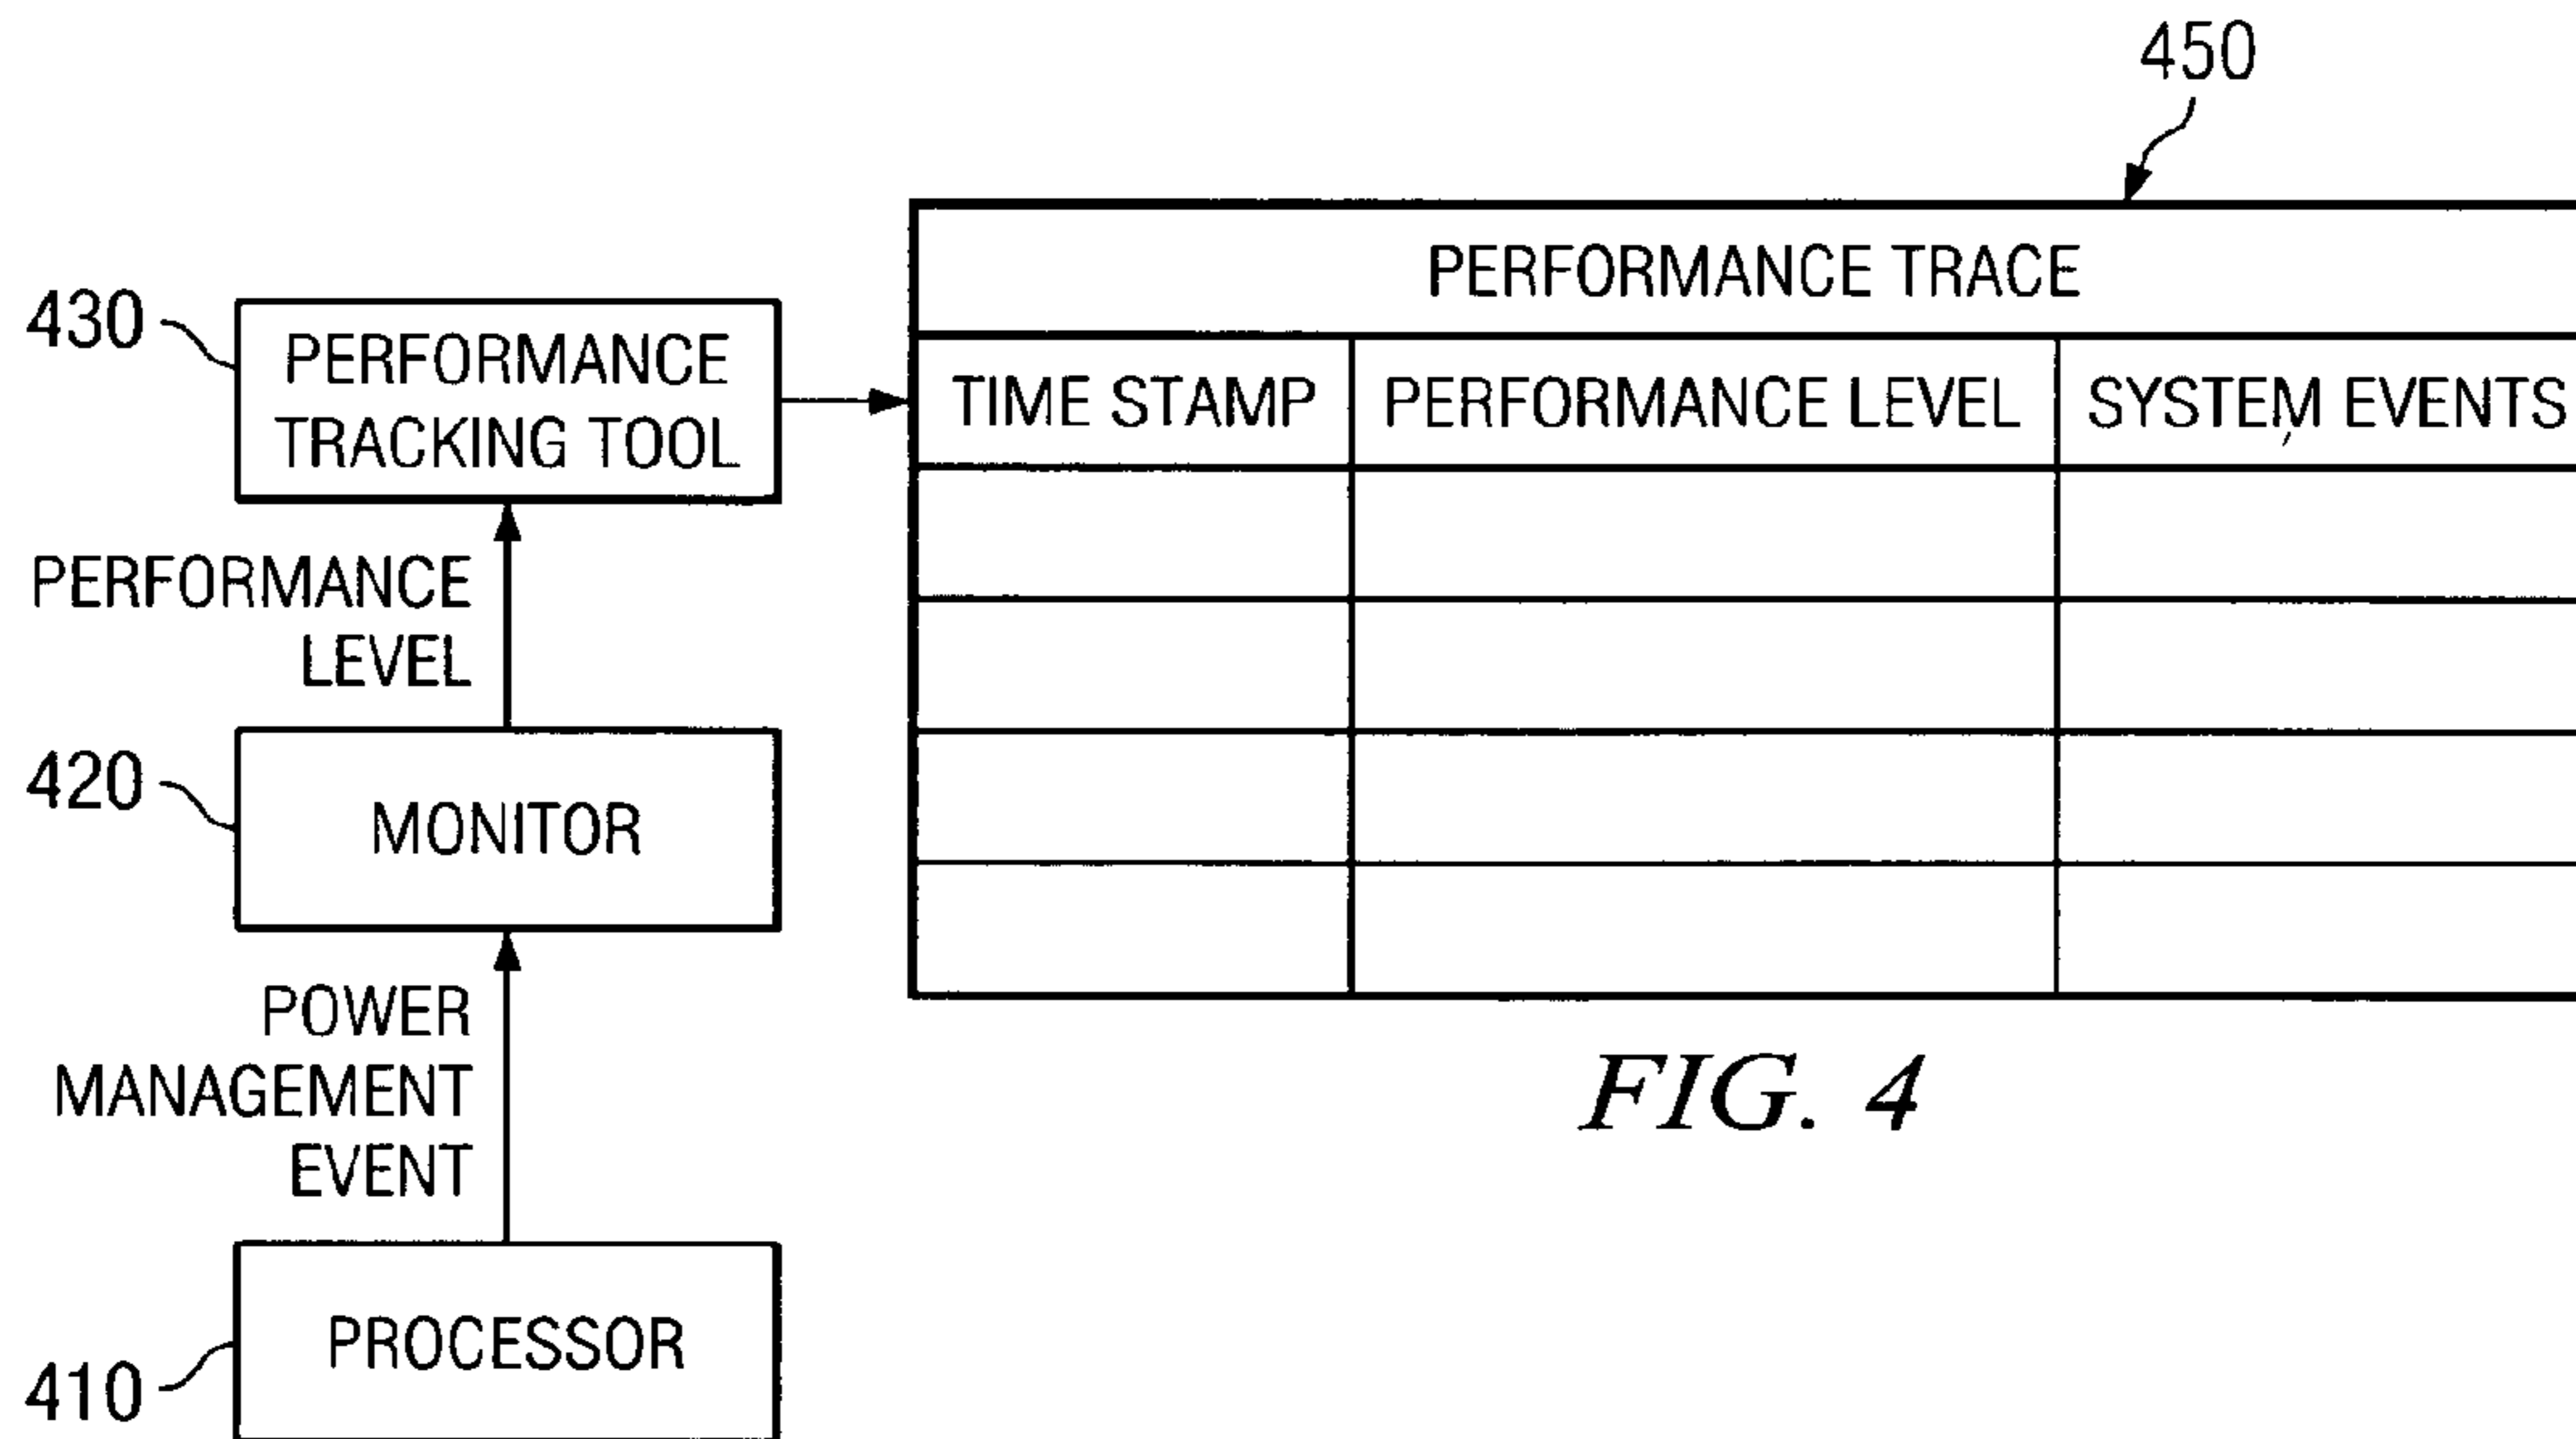 450
PERFORMANCE TRACE
TIME STAMP
PERFORMANCE LEVEL
SYSTEM EVENTS
430
PERFORMANCE
TRACKING TOOL
PERFORMANCE
LEVEL
420
MONITOR
POWER
MANAGEMENT
EVENT
410
PROCESSOR
FIG. 4